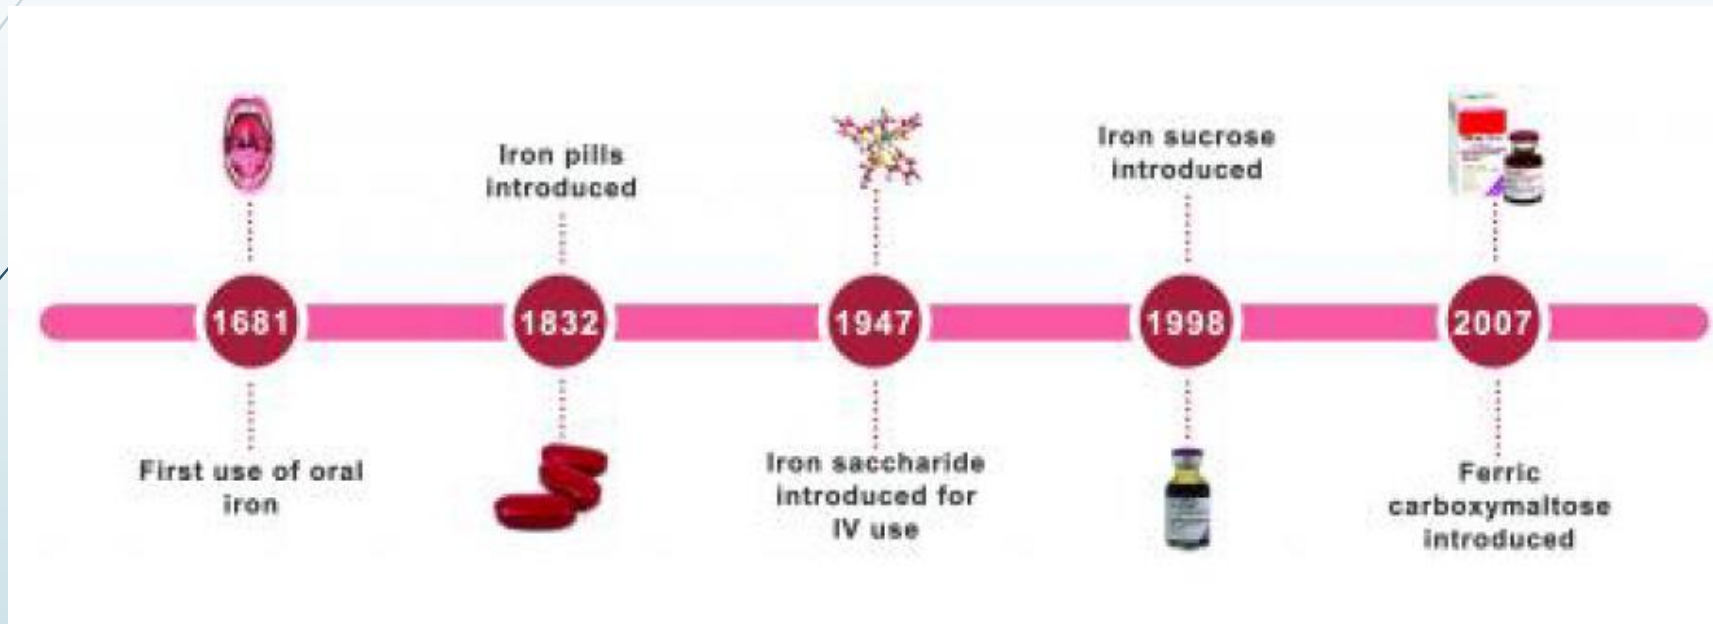 Iron pills
introduced
Iron sucrose
introduced
1681
1832
1947
1998
2007
First use of oral
iron
Iron saccharide
introduced for
IV use
Ferric
carboxymaltose
introduced